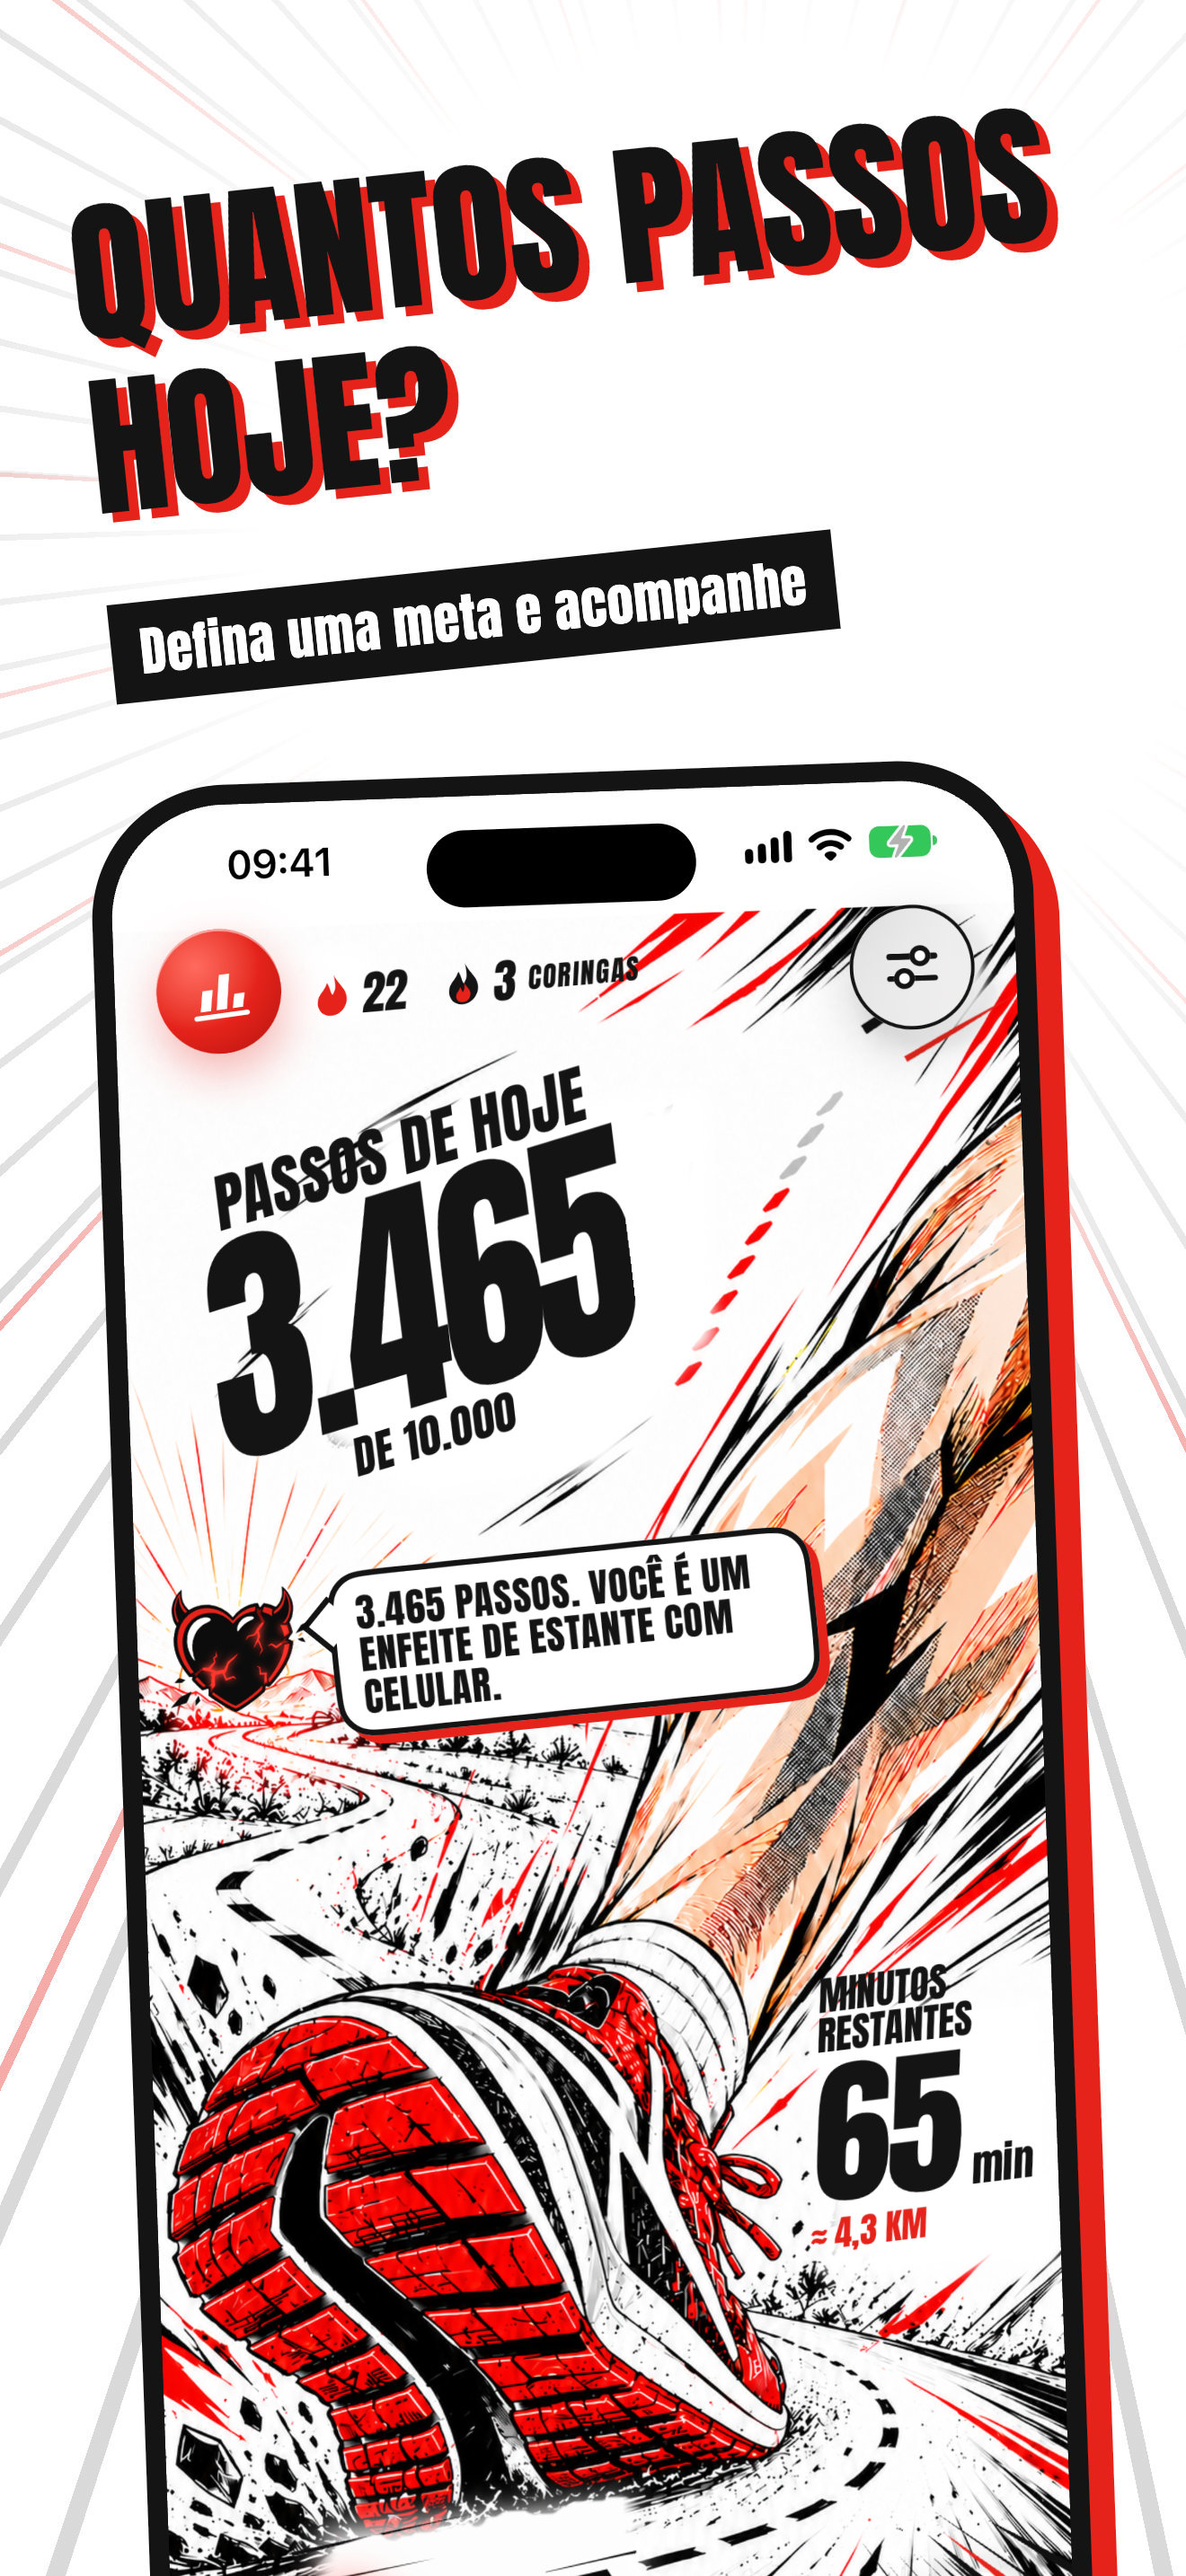 QUANTOS PASSOS
HOJE?
Defina uma meta e acompanhe
09:41
22
3 CORINGAS
PASSOS DE HOJE
3.465
DE 10.000
3.465 PASSOS. VOCÊ É UM
ENFEITE DE ESTANTE COM
CELULAR.
MINUTOS
RESTANTES
65 min
≈ 4,3 KM